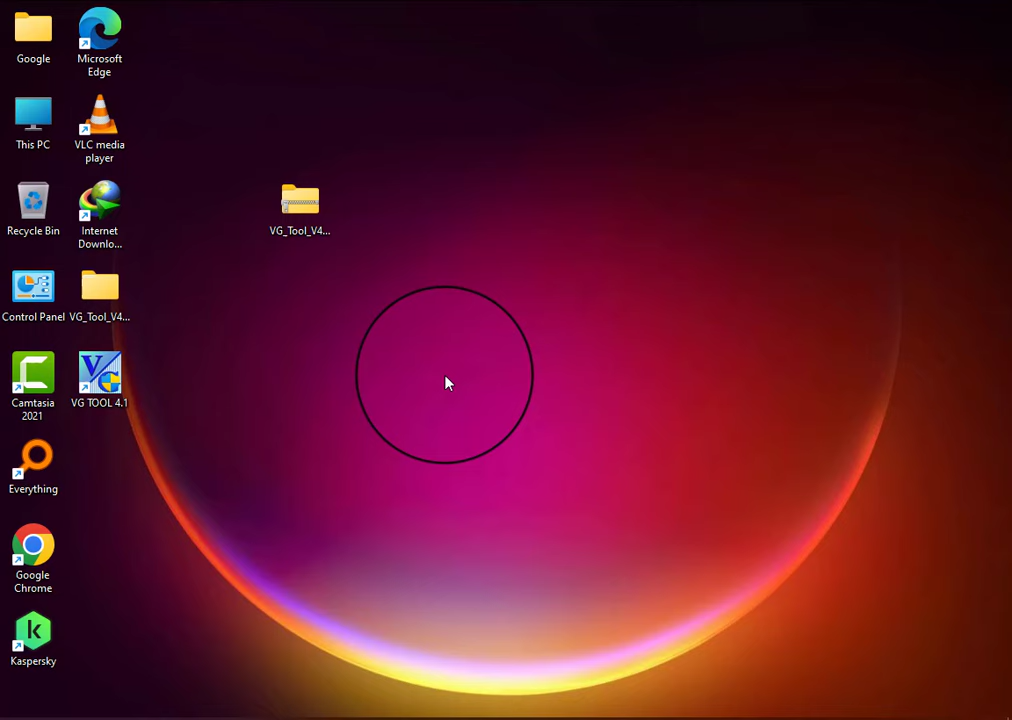 Google
Microsoft
Edge
This PC
VLC media
player
Recycle Bin
Internet
Downlo...
VG_Tool_V4...
Control Panel
VG_Tool_V4...
Camtasia
2021
VG TOOL 4.1
Everything
Google
Chrome
Kaspersky